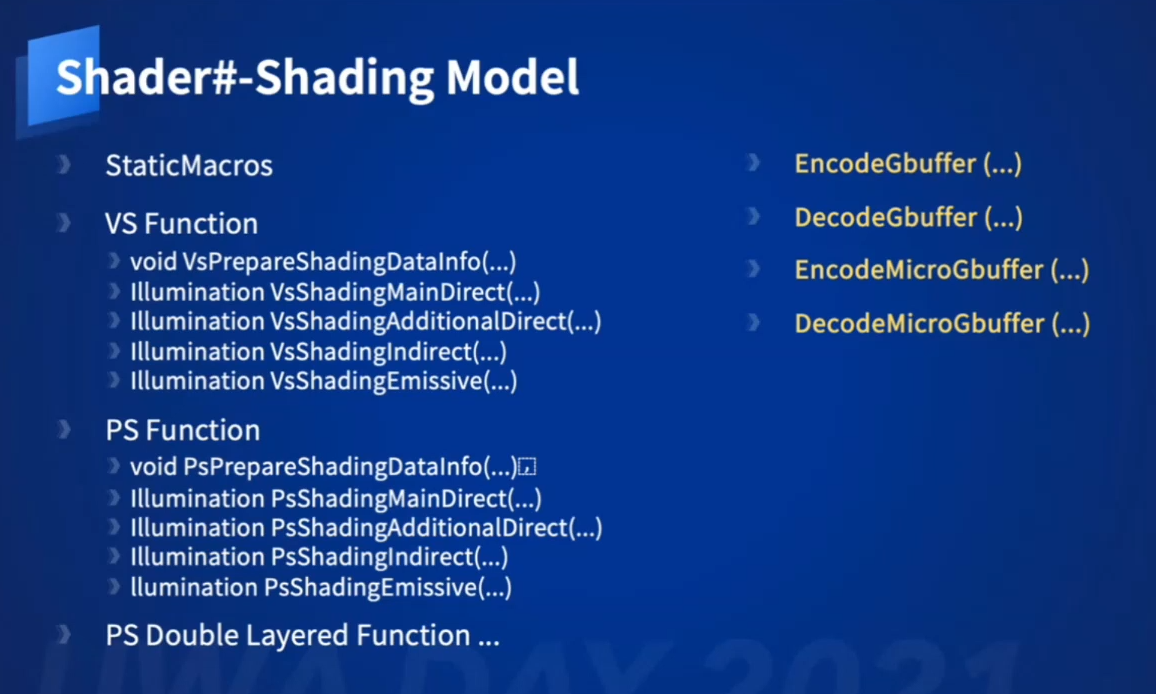 Shader#-Shading Model
StaticMacros
VS Function
void VsPrepareShadingDataInfo(...)
Illumination VsShadingMainDirect(...)
Illumination VsShadingAdditionalDirect(...)
Illumination VsShadingIndirect(...)
Illumination VsShadingEmissive(...)
PS Function
void PsPrepareShadingDataInfo(...),
Illumination PsShadingMainDirect(...)
Illumination PsShadingAdditionalDirect(...)
Illumination PsShadingIndirect(...)
llumination PsShadingEmissive(...)
PS Double Layered Function ...
EncodeGbuffer (...)
DecodeGbuffer (...)
EncodeMicroGbuffer (...)
DecodeMicroGbuffer (...)
UWA DAY 2021